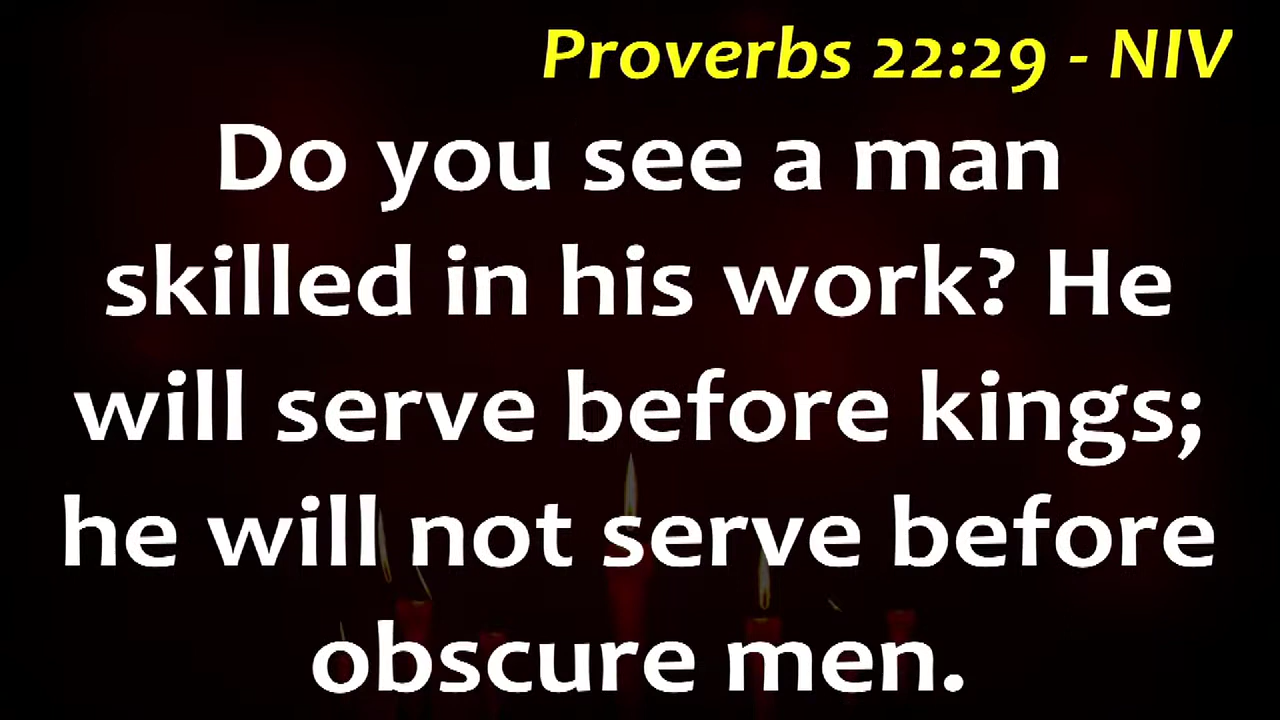 Proverbs 22:29 - NIV
Do you see a man
skilled in his work? He
will serve before kings;
he will not serve before
obscure men.